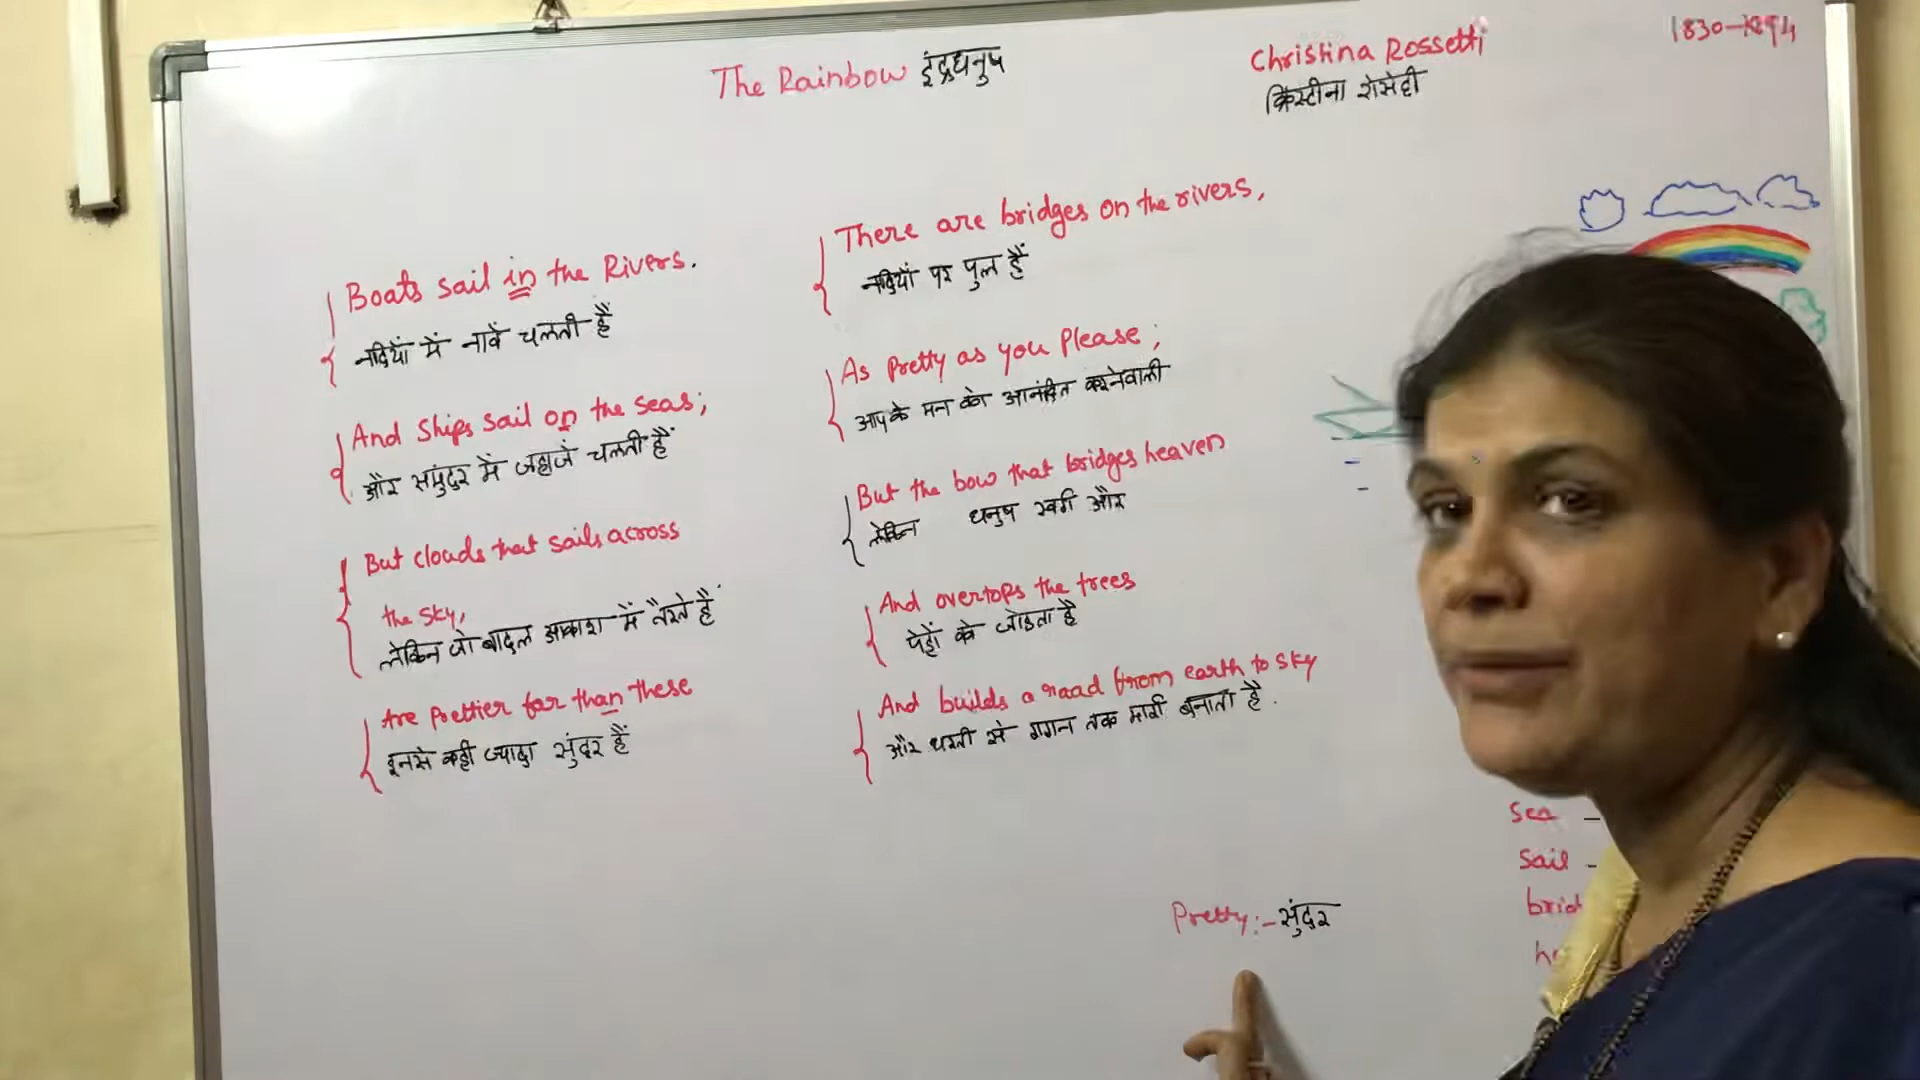 The Rainbow इंद्रधनुष
Christina Rossetti
क्रिस्टीना रोसेटी
1830-1894
Boats sail in the Rivers.
नदियों में नावें चलती हैं
And Ships sail on the seas;
और समुंदर में जहाजें चलती हैं
But clouds that sails across
the sky,
लेकिन जो बादल आकाश में तैरते हैं
Are prettier far than these
इनसे कही ज्यादा सुंदर हैं
There are bridges on the rivers,
नदियों पर पुल हैं
As pretty as you please;
आपके मन को आनंदित करनेवाली
But the bow that bridges heaven
लेकिन धनुष स्वर्ग और
And overtops the trees
पेड़ों को जोडता है
And builds a road from earth to sky
और धरती से गगन तक मार्ग बनाता है.
Pretty:- सुंदर
sea -
sail -